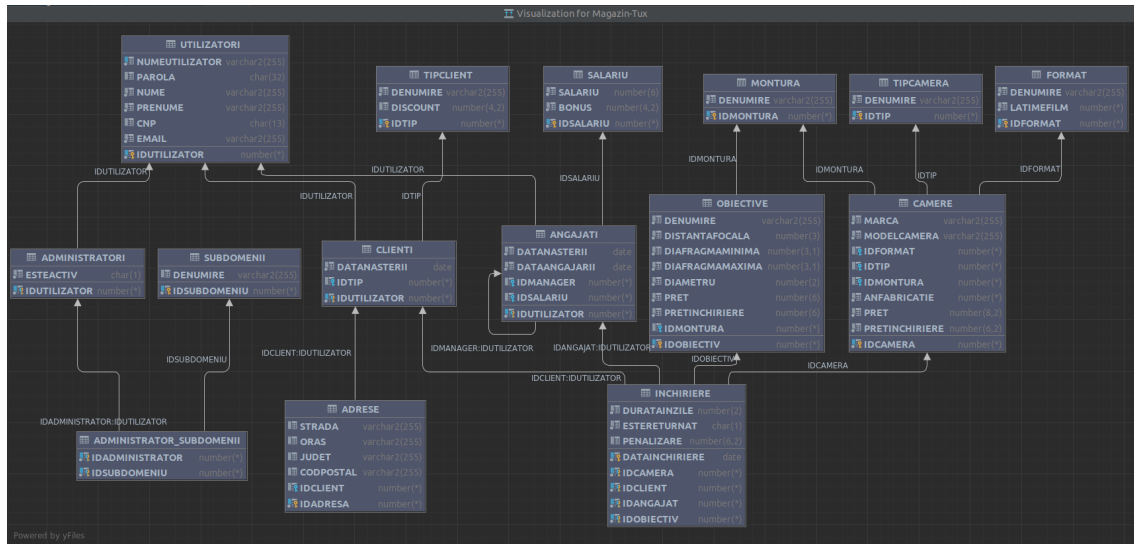 Visualization for Magazin-Tux
UTILIZATORI
NUMEUTILIZATOR varchar2(255)
PAROLA char(32)
NUME varchar2(255)
PRENUME varchar2(255)
CNP char(13)
EMAIL varchar2(255)
IDUTILIZATOR number(*)
TIPCLIENT
DENUMIRE varchar2(255)
DISCOUNT number(4,2)
IDTIP number(*)
SALARIU
SALARIU number(6)
BONUS number(4,2)
IDSALARIU number(*)
MONTURA
DENUMIRE varchar2(255)
IDMONTURA number(*)
TIPCAMERA
DENUMIRE varchar2(255)
IDTIP number(*)
FORMAT
DENUMIRE varchar2(255)
LATIMEFILM number(*)
IDFORMAT number(*)
IDUTILIZATOR
IDUTILIZATOR
IDTIP
IDUTILIZATOR
IDSALARIU
IDMONTURA
IDMONTURA
IDTIP
IDFORMAT
ADMINISTRATORI
ESTEACTIV char(1)
IDUTILIZATOR number(*)
SUBDOMENII
DENUMIRE varchar2(255)
IDSUBDOMENIU number(*)
CLIENTI
DATANASTERII date
IDTIP number(*)
IDUTILIZATOR number(*)
ANGAJATI
DATANASTERII date
DATAANGAJARII date
IDMANAGER number(*)
IDSALARIU number(*)
IDUTILIZATOR number(*)
OBIECTIVE
DENUMIRE varchar2(255)
DISTANTAFOCALA number(3)
DIAFRAGMAMINIMA number(3,1)
DIAFRAGMAMAXIMA number(3,1)
DIAMETRU number(2)
PRET number(6)
PRETINCHIRIERE number(6)
IDMONTURA number(*)
IDOBIECTIV number(*)
CAMERE
MARCA varchar2(255)
MODELCAMERA varchar2(255)
IDFORMAT number(*)
IDTIP number(*)
IDMONTURA number(*)
ANFABRICATIE number(*)
PRET number(8,2)
PRETINCHIRIERE number(6,2)
IDCAMERA number(*)
IDSUBDOMENIU
IDCLIENT:IDUTILIZATOR
IDMANAGER:IDUTILIZATOR
IDANGAJAT:IDUTILIZATOR
IDOBIECTIV
IDCAMERA
IDCLIENT:IDUTILIZATOR
IDADMINISTRATOR:IDUTILIZATOR
ADMINISTRATOR_SUBDOMENII
IDADMINISTRATOR number(*)
IDSUBDOMENIU number(*)
ADRESE
STRADA varchar2(255)
ORAS varchar2(255)
JUDET varchar2(255)
CODPOSTAL varchar2(255)
IDCLIENT number(*)
IDADRESA number(*)
INCHIRIERE
DURATAINZILE number(2)
ESTERETURNAT char(1)
PENALIZARE number(6,2)
DATAINCHIRIERE date
IDCAMERA number(*)
IDCLIENT number(*)
IDANGAJAT number(*)
IDOBIECTIV number(*)
Powered by yFiles